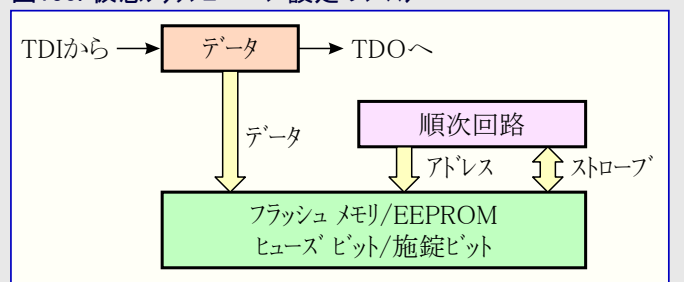 TDIから データ TDOへ
順次回路
データ
アドレス ストローブ
フラッシュ メモリ/EEPROM
ヒューズ ビット/施錠ビット